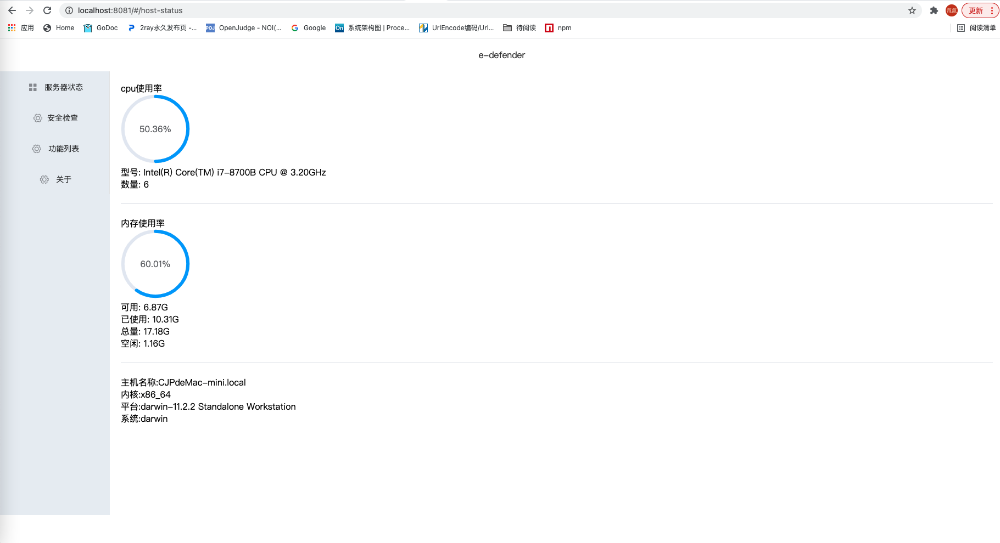 localhost:8081/#/host-status
氘氚 更新
应用 Home GoDoc 2ray永久发布页 -... POJ OpenJudge - NOI(... Google On 系统架构图 | Proce... UrlEncode编码/Url... 待阅读 npm 阅读清单
e-defender
服务器状态
安全检查
功能列表
关于
cpu使用率
50.36%
型号: Intel(R) Core(TM) i7-8700B CPU @ 3.20GHz
数量: 6
内存使用率
60.01%
可用: 6.87G
已使用: 10.31G
总量: 17.18G
空闲: 1.16G
主机名称:CJPdeMac-mini.local
内核:x86_64
平台:darwin-11.2.2 Standalone Workstation
系统:darwin